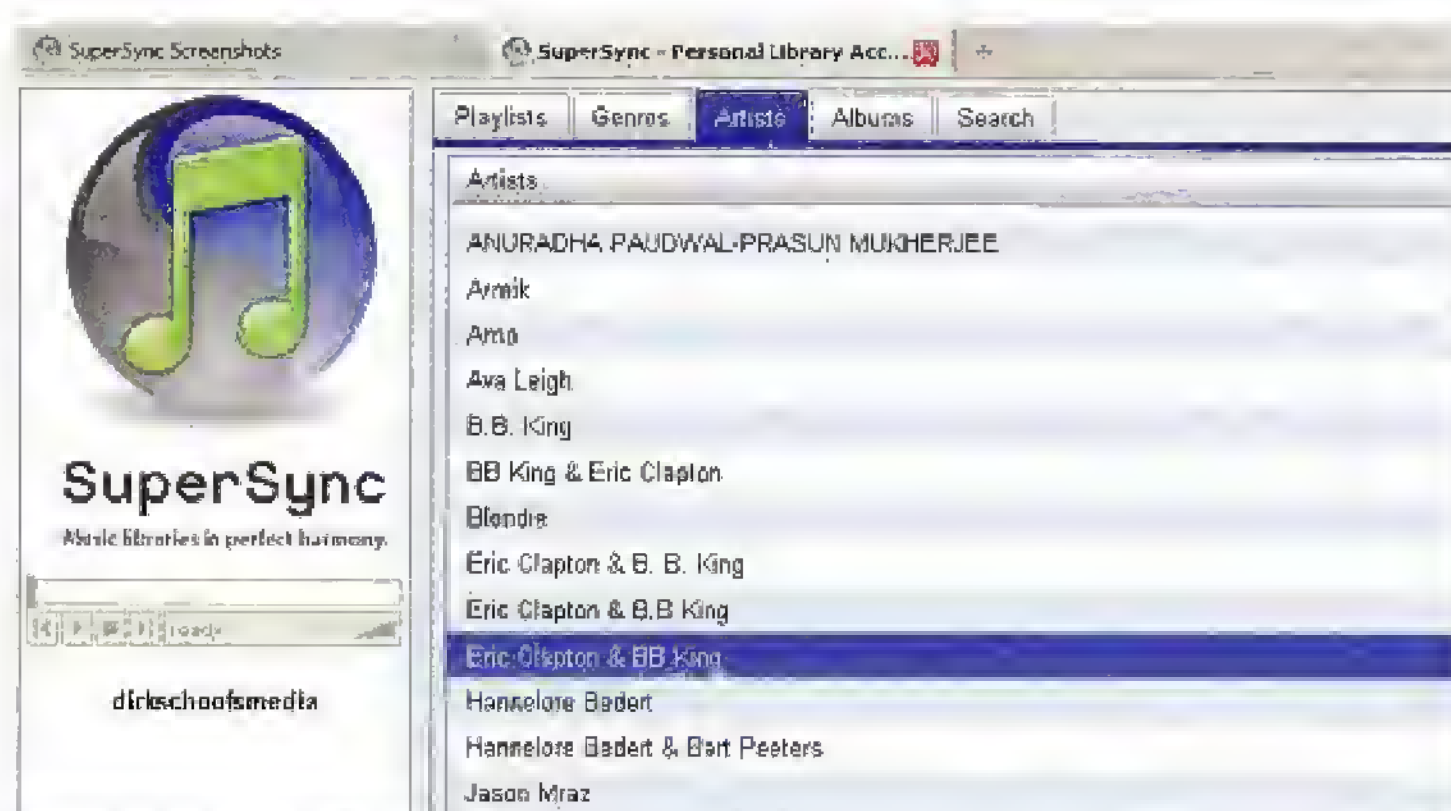 SuperSync Screenshots
SuperSync - Personal Library Acc...
Playlists Genres Artists Albums Search
Artists
ANURADHA PAUDWAL-PRASUN MUKHERJEE
Armik
Arno
Ava Leigh
B.B. King
BB King & Eric Clapton
Blondie
Eric Clapton & B. B. King
Eric Clapton & B.B King
Eric Clapton & BB King
Hannelore Bedert
Hannelore Bedert & Bart Peeters
Jason Mraz
SuperSync
Music libraries in perfect harmony.
ready
dirkschoofsmedia